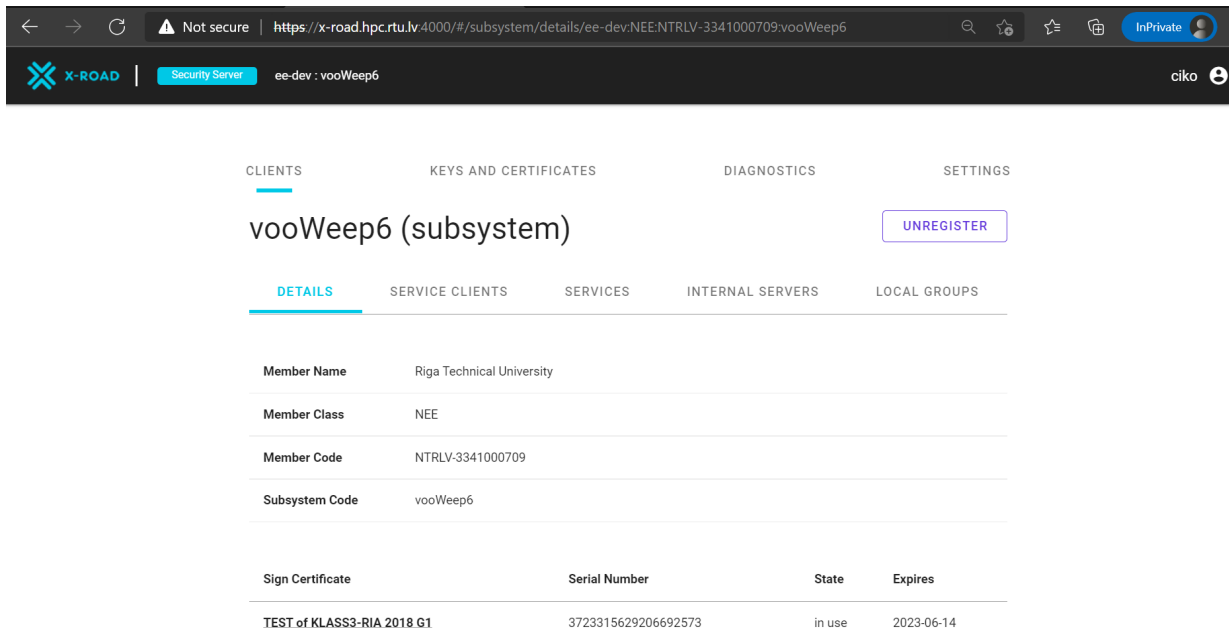 Not secure | https://x-road.hpc.rtu.lv:4000/#/subsystem/details/ee-dev:NEE:NTRLV-3341000709:vooWeep6 InPrivate
X-ROAD | Security Server ee-dev : vooWeep6 ciko
CLIENTS KEYS AND CERTIFICATES DIAGNOSTICS SETTINGS
vooWeep6 (subsystem) UNREGISTER
DETAILS SERVICE CLIENTS SERVICES INTERNAL SERVERS LOCAL GROUPS
Member Name Riga Technical University
Member Class NEE
Member Code NTRLV-3341000709
Subsystem Code vooWeep6
Sign Certificate Serial Number State Expires
TEST of KLASS3-RIA 2018 G1 3723315629206692573 in use 2023-06-14